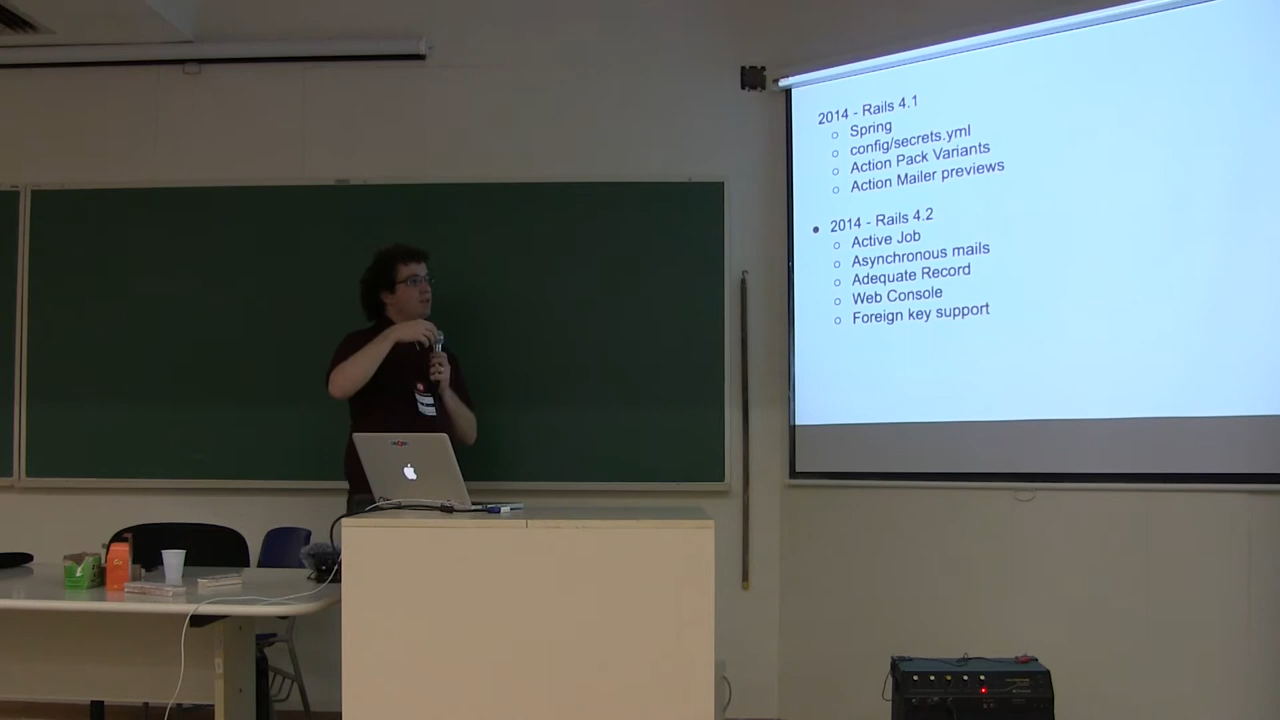 2014 - Rails 4.1
Spring
config/secrets.yml
Action Pack Variants
Action Mailer previews
2014 - Rails 4.2
Active Job
Asynchronous mails
Adequate Record
Web Console
Foreign key support